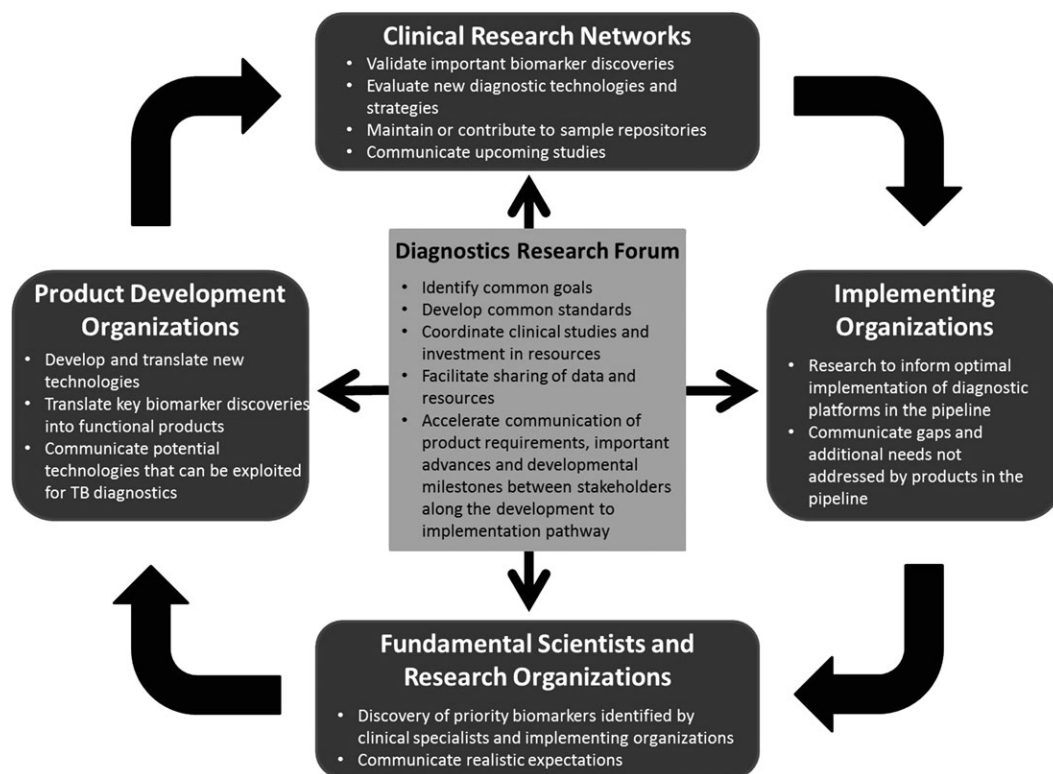 Clinical Research Networks
• Validate important biomarker discoveries
• Evaluate new diagnostic technologies and
strategies
• Maintain or contribute to sample repositories
• Communicate upcoming studies
Diagnostics Research Forum
• Identify common goals
• Develop common standards
• Coordinate clinical studies and
investment in resources
• Facilitate sharing of data and
resources
• Accelerate communication of
product requirements, important
advances and developmental
milestones between stakeholders
along the development to
implementation pathway
Product Development
Organizations
• Develop and translate new
technologies
• Translate key biomarker discoveries
into functional products
• Communicate potential
technologies that can be exploited
for TB diagnostics
Implementing
Organizations
• Research to inform optimal
implementation of diagnostic
platforms in the pipeline
• Communicate gaps and
additional needs not
addressed by products in the
pipeline
Fundamental Scientists and
Research Organizations
• Discovery of priority biomarkers identified by
clinical specialists and implementing organizations
• Communicate realistic expectations